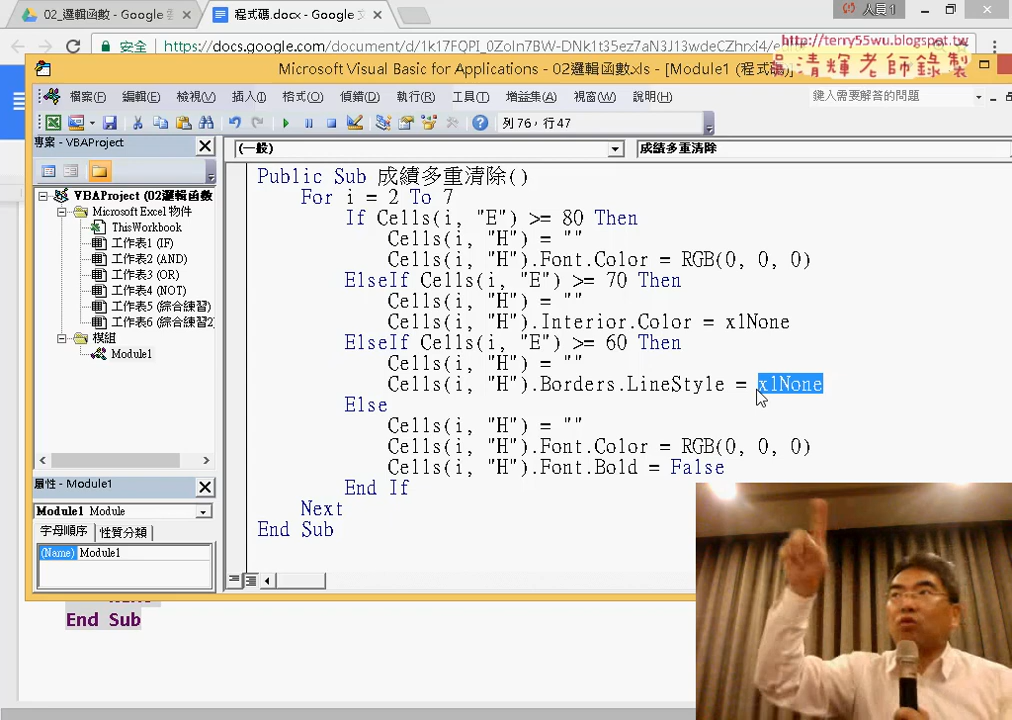 02_邏輯函數 - Google 雲
程式碼.docx - Google 文
人員1
安全
https://docs.google.com/document/d/1k17FQPI_0Zoln7BW-DNk1t35ez7aN3J13wdeCZhrxi4/e
http://terry55wu.blogspot.tw
吳清輝老師錄製
Microsoft Visual Basic for Applications - 02邏輯函數.xls - [Module1 (程式碼)]
檔案(F) 編輯(E) 檢視(V) 插入(I) 格式(O) 偵錯(D) 執行(R) 工具(T) 增益集(A) 視窗(W) 說明(H)
鍵入需要解答的問題
列 76，行 47
專案 - VBAProject
(一般)
成績多重清除
VBAProject (02邏輯函數
Microsoft Excel 物件
ThisWorkbook
工作表1 (IF)
工作表2 (AND)
工作表3 (OR)
工作表4 (NOT)
工作表5 (綜合練習)
工作表6 (綜合練習2
模組
Module1
屬性 - Module1
Module1 Module
字母順序 性質分類
(Name) Module1
Public Sub 成績多重清除()
For i = 2 To 7
If Cells(i, "E") >= 80 Then
Cells(i, "H") = ""
Cells(i, "H").Font.Color = RGB(0, 0, 0)
ElseIf Cells(i, "E") >= 70 Then
Cells(i, "H") = ""
Cells(i, "H").Interior.Color = xlNone
ElseIf Cells(i, "E") >= 60 Then
Cells(i, "H") = ""
Cells(i, "H").Borders.LineStyle = xlNone
Else
Cells(i, "H") = ""
Cells(i, "H").Font.Color = RGB(0, 0, 0)
Cells(i, "H").Font.Bold = False
End If
Next
End Sub
End Sub